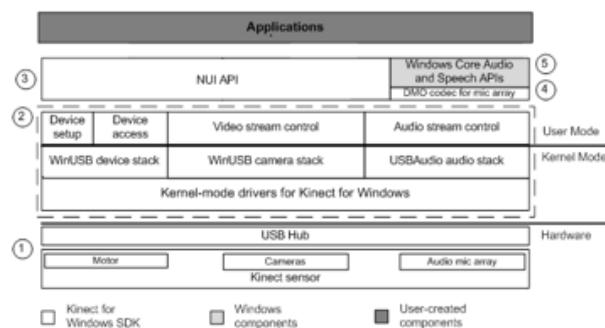 Applications
③
NUI API
Windows Core Audio
and Speech APIs
⑤
DMO codec for mic array
④
②
Device
setup
Device
access
Video stream control
Audio stream control
User Mode
WinUSB device stack
WinUSB camera stack
USBAudio audio stack
Kernel Mode
Kernel-mode drivers for Kinect for Windows
USB Hub
Hardware
①
Motor
Cameras
Audio mic array
Kinect sensor
Kinect for
Windows SDK
Windows
components
User-created
components